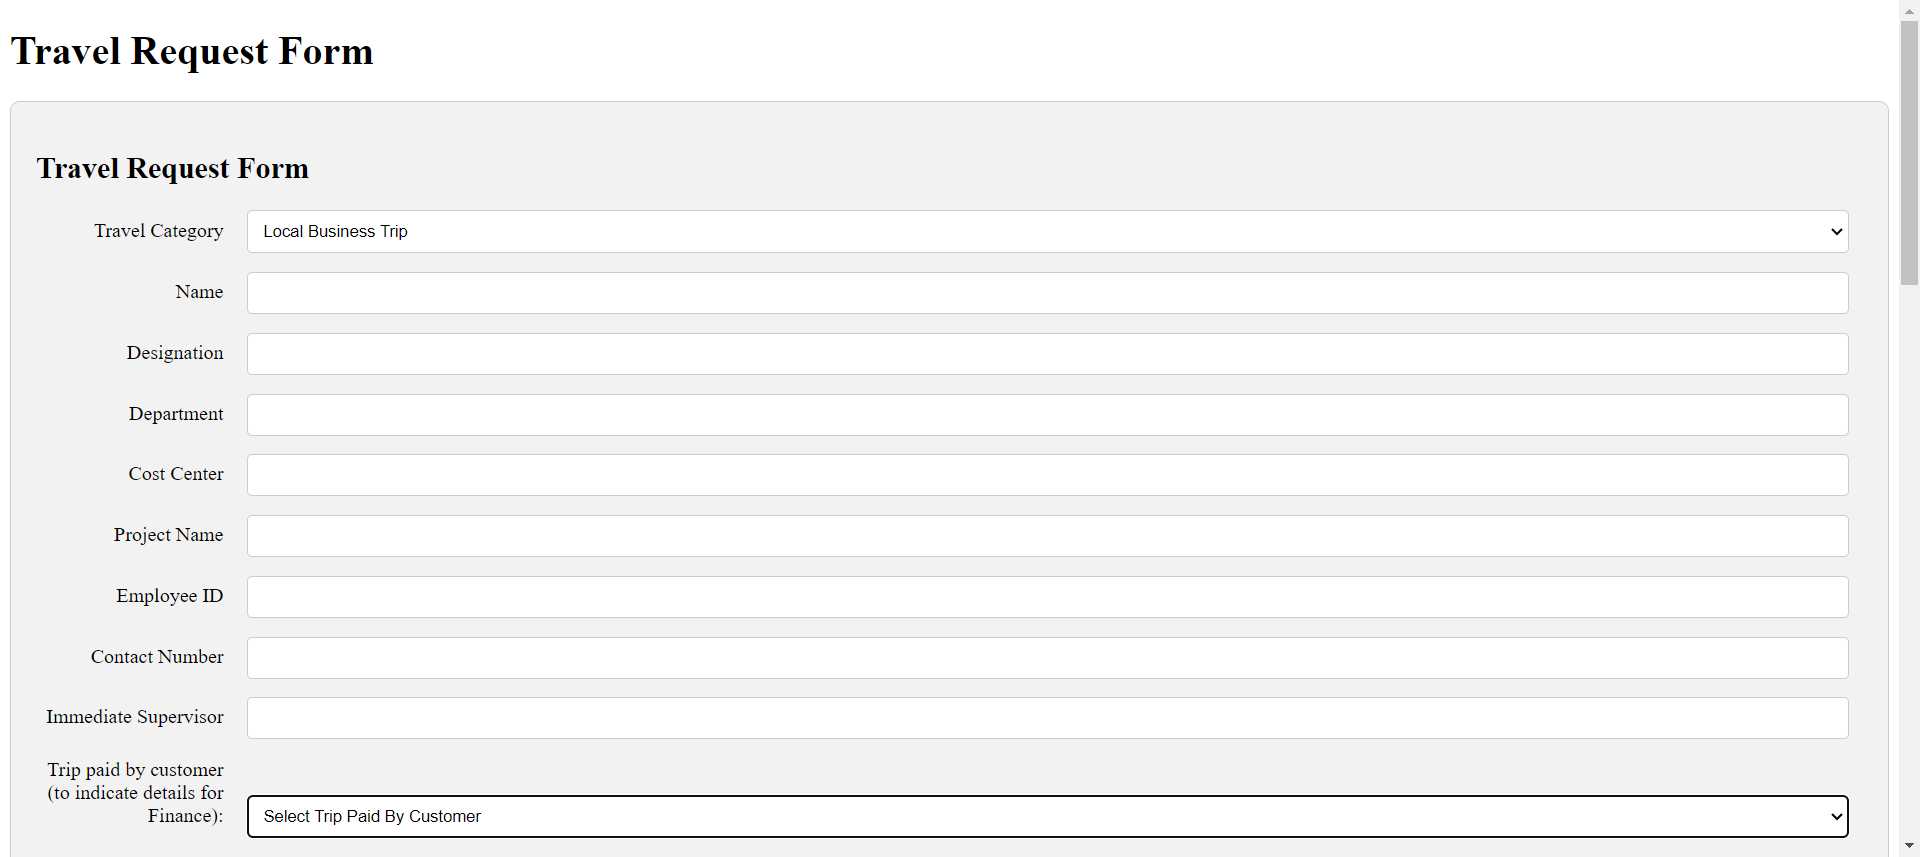 Travel Request Form
Travel Request Form
Travel Category
Local Business Trip
Name
Designation
Department
Cost Center
Project Name
Employee ID
Contact Number
Immediate Supervisor
Trip paid by customer
(to indicate details for
Finance):
Select Trip Paid By Customer